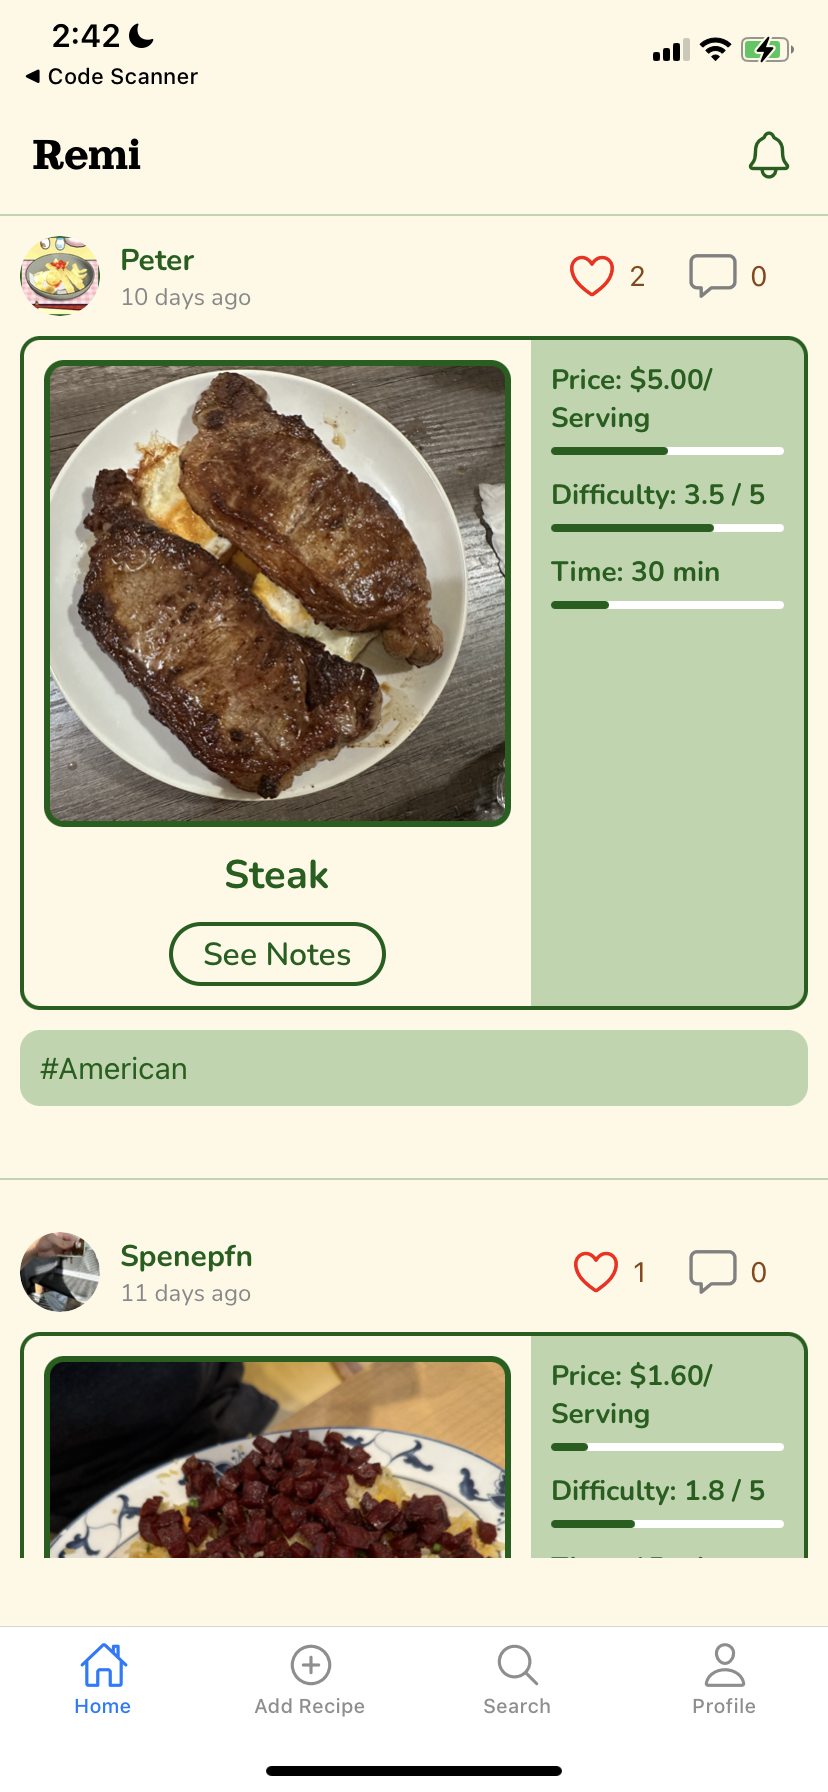 2:42
◀ Code Scanner
Remi
Peter
10 days ago
2
0
Price: $5.00/
Serving
Difficulty: 3.5 / 5
Time: 30 min
Steak
See Notes
#American
Spenepfn
11 days ago
1
0
Price: $1.60/
Serving
Difficulty: 1.8 / 5
Home
Add Recipe
Search
Profile